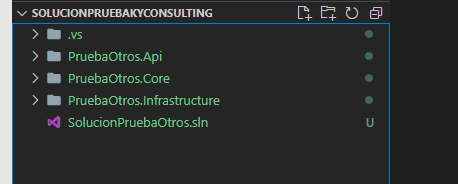 SOLUCIONPRUEBAKYCONSULTING
.vs
PruebaOtros.Api
PruebaOtros.Core
PruebaOtros.Infrastructure
SolucionPruebaOtros.sln U